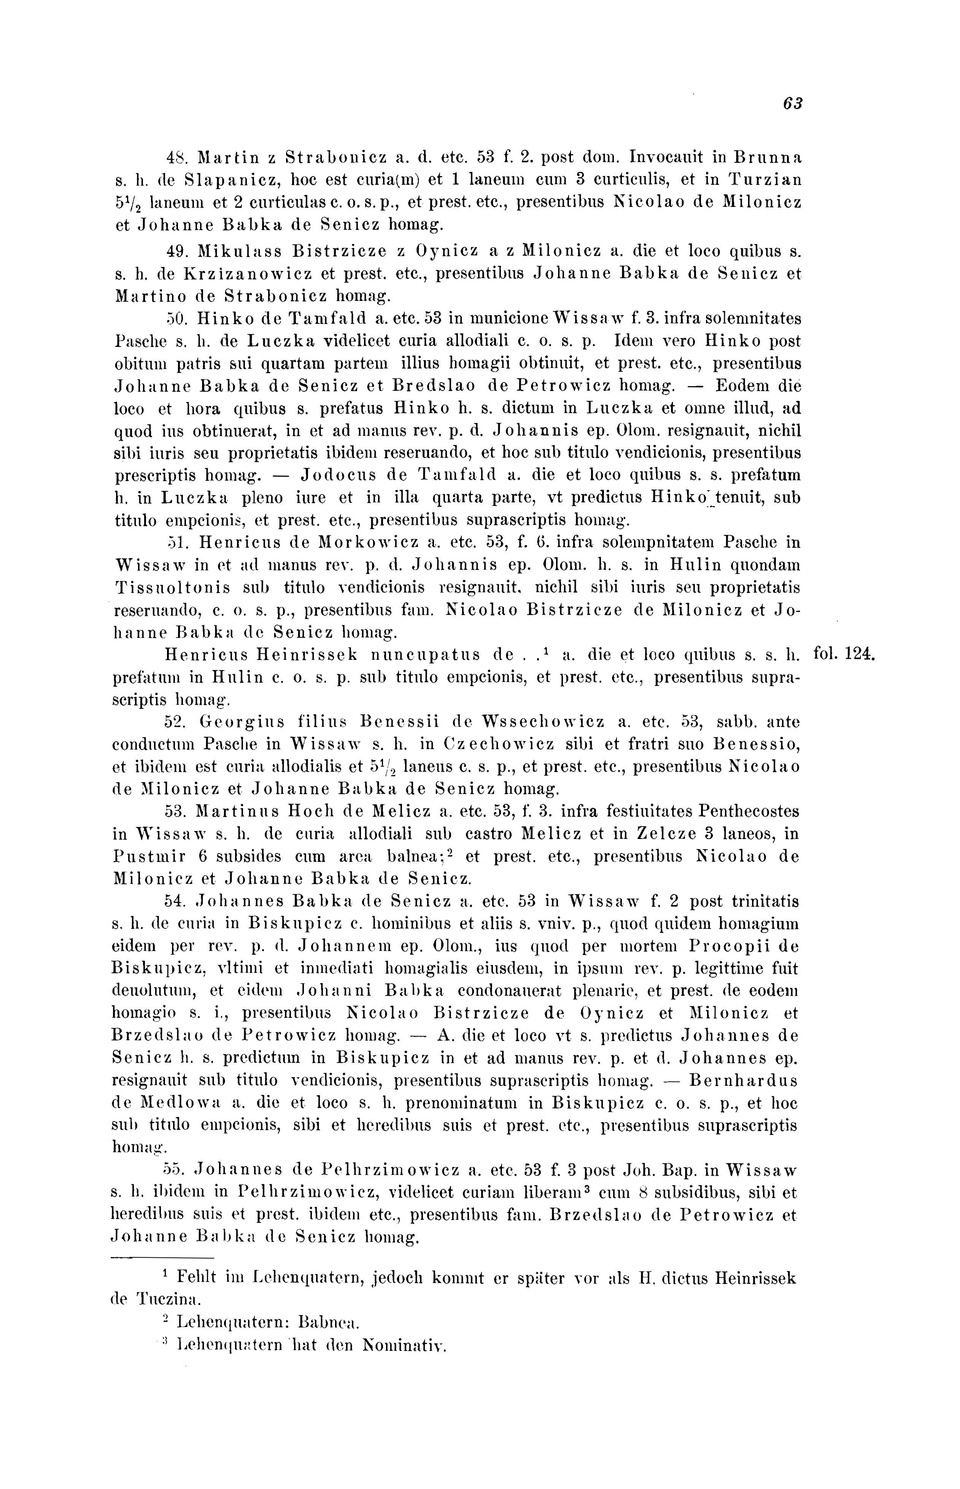 63
48. Martin z Strabonicz a. d. etc. 53 f. 2. post dom. Invocauit in Brunna
s. h. de Slapanicz, hoc est curia(m) et 1 laneum cum 3 curticulis, et in Turzian
5 1/2 laneum et 2 curticulas c. o. s. p., et prest. etc., presentibus Nicolao de Milonicz
et Johanne Babka de Senicz homag.
49. Mikulass Bistrzicze z Oynicz a z Milonicz a. die et loco quibus s.
s. h. de Krzizanowicz et prest. etc., presentibus Johanne Babka de Senicz et
Martino de Strabonicz homag.
50. Hinko de Tamfald a. etc. 53 in municione Wissaw f. 3. infra solemnitates
Pasche s. h. de Luczka videlicet curia allodiali c. o. s. p. Idem vero Hinko post
obitum patris sui quartam partem illius homagii obtinuit, et prest. etc., presentibus
Johanne Babka de Senicz et Bredslao de Petrowicz homag. — Eodem die
loco et hora quibus s. prefatus Hinko h. s. dictum in Luczka et omne illud, ad
quod ius obtinuerat, in et ad manus rev. p. d. Johannis ep. Olom. resignauit, nichil
sibi iuris seu proprietatis ibidem reseruando, et hoc sub titulo vendicionis, presentibus
prescriptis homag. — Jodocus de Tamfald a. die et loco quibus s. s. prefatum
h. in Luczka pleno iure et in illa quarta parte, vt predictus Hinko tenuit, sub
titulo empcionis, et prest. etc., presentibus suprascriptis homag.
51. Henricus de Morkowicz a. etc. 53, f. 6. infra solempnitatem Pasche in
Wissaw in et ad manus rev. p. d. Johannis ep. Olom. h. s. in Hulin quondam
Tissuoltonis sub titulo vendicionis resignauit, nichil sibi iuris seu proprietatis
reseruando, c. o. s. p., presentibus fam. Nicolao Bistrzicze de Milonicz et Jo-
hanne Babka de Senicz homag.
Henricus Heinrissek nuncupatus de . .¹ a. die et loco quibus s. s. h. fol. 124.
prefatum in Hulin c. o. s. p. sub titulo empcionis, et prest. etc., presentibus supra-
scriptis homag.
52. Georgius filius Benessii de Wssechowicz a. etc. 53, sabb. ante
conductum Pasche in Wissaw s. h. in Czechowicz sibi et fratri suo Benessio,
et ibidem est curia allodialis et 5 1/2 laneus c. s. p., et prest. etc., presentibus Nicolao
de Milonicz et Johanne Babka de Senicz homag.
53. Martinus Hoch de Melicz a. etc. 53, f. 3. infra festiuitates Penthecostes
in Wissaw s. h. de curia allodiali sub castro Melicz et in Zelcze 3 laneos, in
Pustmir 6 subsides cum area balnea;² et prest. etc., presentibus Nicolao de
Milonicz et Johanne Babka de Senicz.
54. Johannes Babka de Senicz a. etc. 53 in Wissaw f. 2 post trinitatis
s. h. de curia in Biskupicz c. hominibus et aliis s. vniv. p., quod quidem homagium
eidem per rev. p. d. Johannem ep. Olom., ius quod per mortem Procopii de
Biskupicz, vltimi et inmediati homagialis eiusdem, in ipsum rev. p. legittime fuit
deuolutum, et eidem Johanni Babka condonauerat plenarie, et prest. de eodem
homagio s. i., presentibus Nicolao Bistrzicze de Oynicz et Milonicz et
Brzedslao de Petrowicz homag. — A. die et loco vt s. predictus Johannes de
Senicz h. s. predictum in Biskupicz in et ad manus rev. p. et d. Johannes ep.
resignauit sub titulo vendicionis, presentibus suprascriptis homag. — Bernhardus
de Medlowa a. die et loco s. h. prenominatum in Biskupicz c. o. s. p., et hoc
sub titulo empcionis, sibi et heredibus suis et prest. etc., presentibus suprascriptis
homag.
55. Johannes de Pelhrzimowicz a. etc. 53 f. 3 post Joh. Bap. in Wissaw
s. h. ibidem in Pelhrzimowicz, videlicet curiam liberam³ cum 8 subsidibus, sibi et
heredibus suis et prest. ibidem etc., presentibus fam. Brzedslao de Petrowicz et
Johanne Babka de Senicz homag.
¹ Fehlt im Lehenquatern, jedoch kommt er später vor als H. dictus Heinrissek
de Tuczina.
² Lehenquatern: Babnea.
³ Lehenquatern hat den Nominativ.